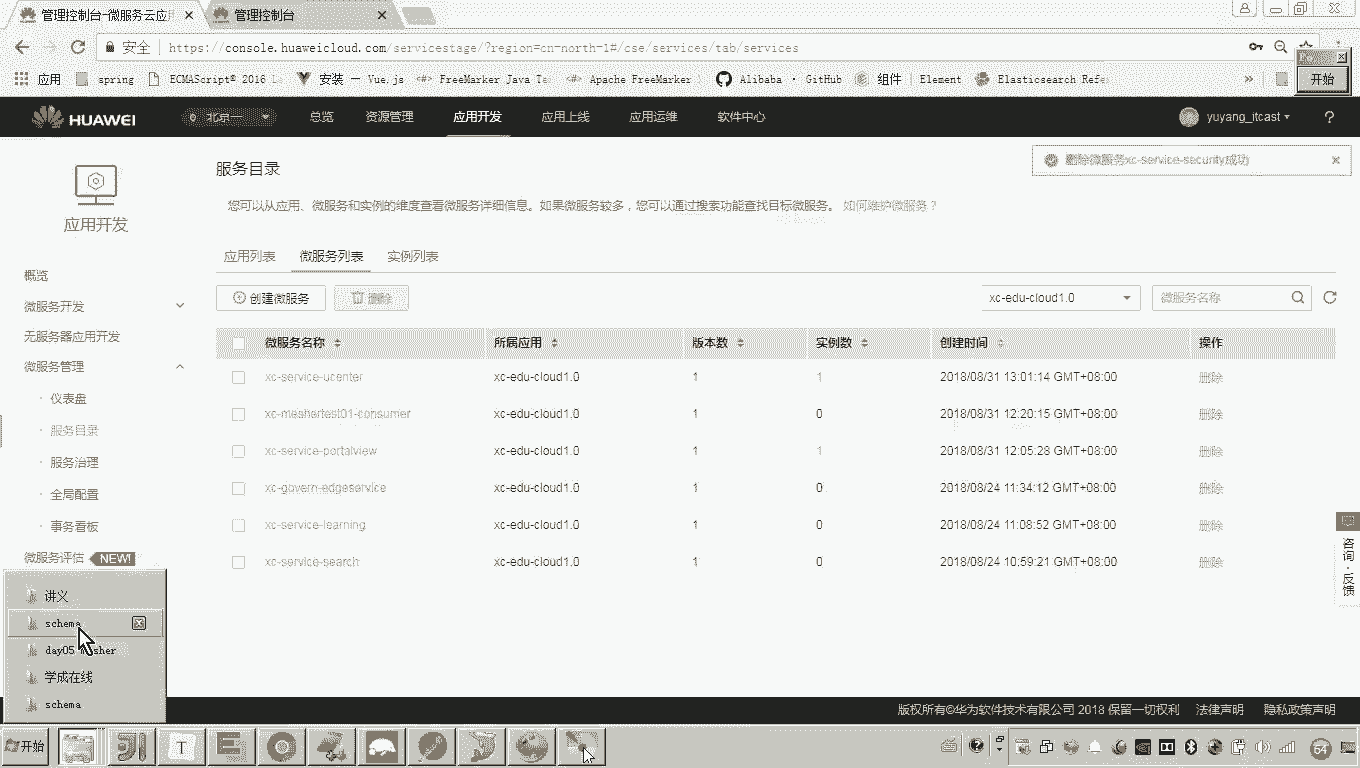 管理控制台-微服务云应
管理控制台
安全 https://console.huaweicloud.com/servicestage/?region=cn-north-1#/cse/services/tab/services
应用 spring ECMAScript® 2016 安装 — Vue.js FreeMarker Java Apache FreeMarker Alibaba · GitHub 组件 Element Elasticsearch » 开始
HUAWEI 北京一 总览 资源管理 应用开发 应用上线 应用运维 软件中心 yuyang_itcast ?
服务目录
删除微服务xc-service-security成功
您可以从应用、微服务和实例的维度查看微服务详细信息。如果微服务较多，您可以通过搜索功能查找目标微服务。 如何维护微服务？
应用开发
应用列表 微服务列表 实例列表
概览
微服务开发
无服务器应用开发
微服务管理
仪表盘
服务目录
服务治理
全局配置
事务看板
微服务评估 NEW!
创建微服务 删除 xc-edu-cloud1.0 微服务名称
微服务名称 所属应用 版本数 实例数 创建时间 操作
xc-service-ucenter xc-edu-cloud1.0 1 1 2018/08/31 13:01:14 GMT+08:00 删除
xc-meshertest01-consumer xc-edu-cloud1.0 1 0 2018/08/31 12:20:15 GMT+08:00 删除
xc-service-portalview xc-edu-cloud1.0 1 1 2018/08/31 12:05:28 GMT+08:00 删除
xc-govern-edgeservice xc-edu-cloud1.0 1 0 2018/08/24 11:34:12 GMT+08:00 删除
xc-service-learning xc-edu-cloud1.0 1 0 2018/08/24 11:08:52 GMT+08:00 删除
xc-service-search xc-edu-cloud1.0 1 0 2018/08/24 10:59:21 GMT+08:00 删除
咨询·反馈
讲义
schema
学成在线
schema
版权所有©华为软件技术有限公司 2018 保留一切权利 法律声明 隐私政策声明
开始
64